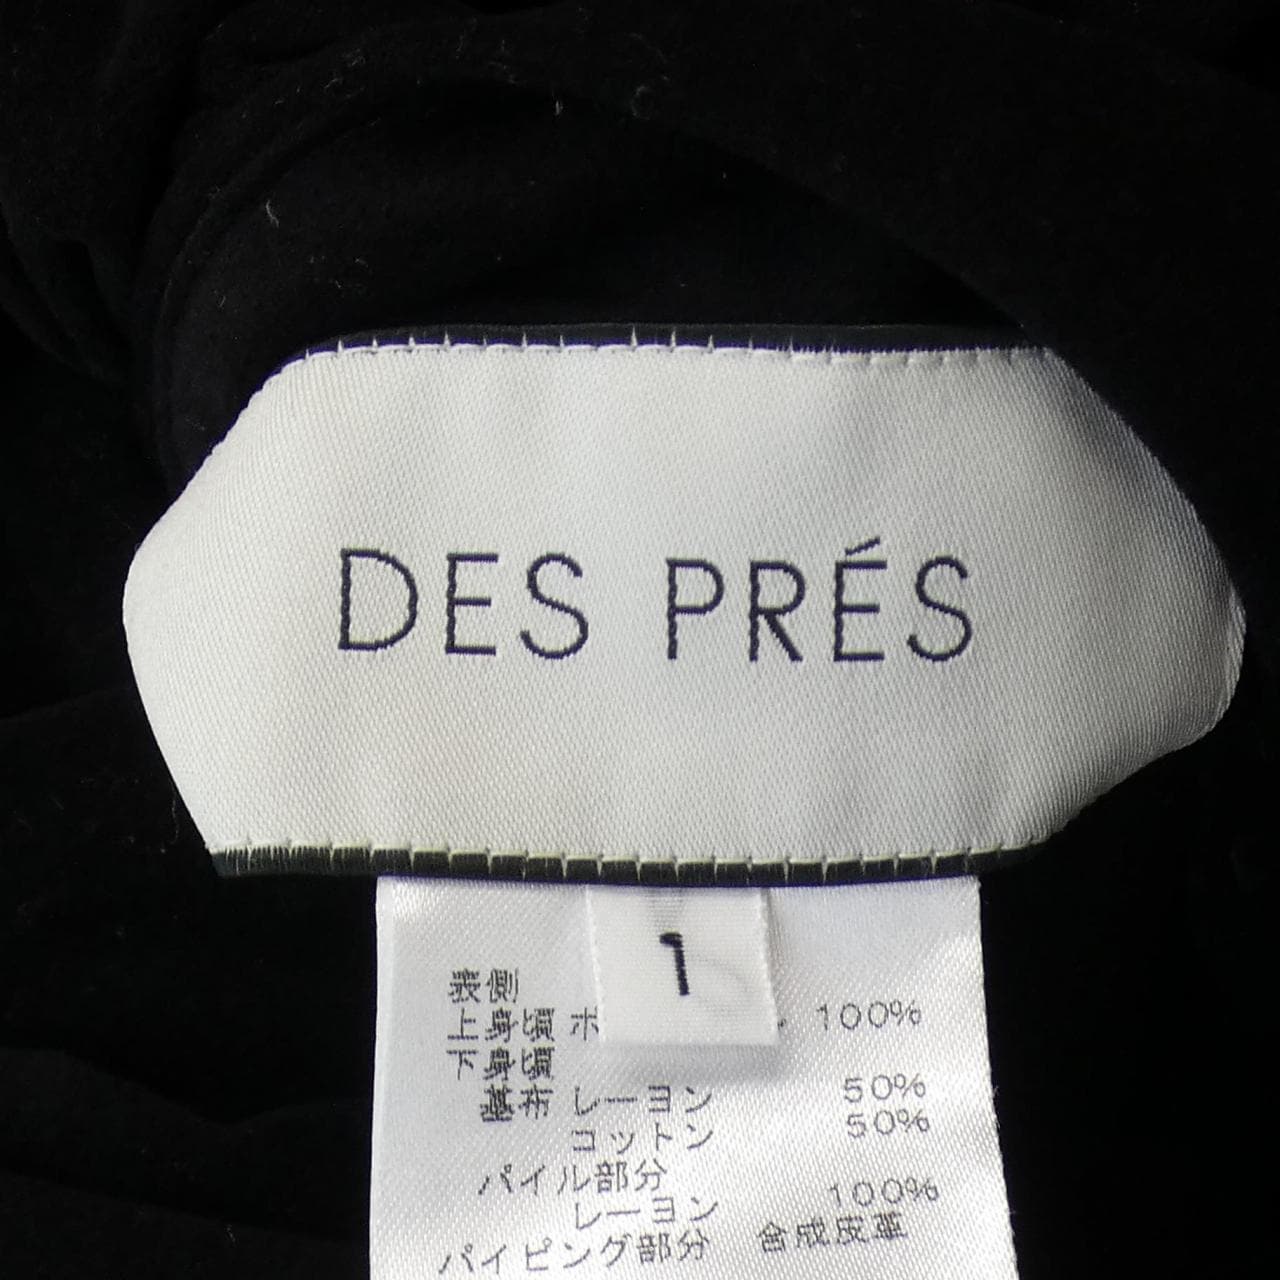 DES PRÉS
1
表側
上身頃 100%
下身頃
基布 レーヨン 50%
コットン 50%
パイル部分
レーヨン 100%
パイピング部分 合成皮革